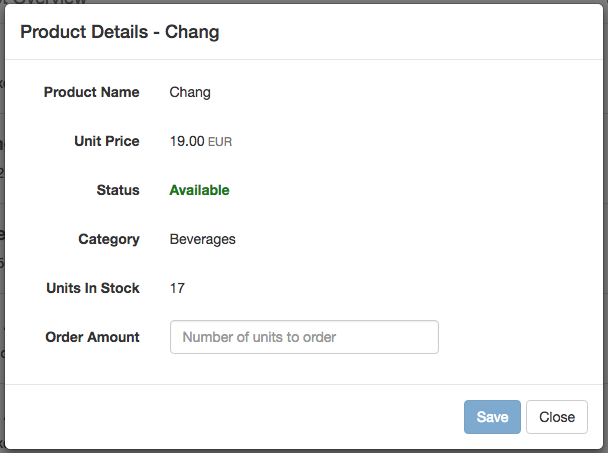 Overview
Product Details - Chang
Product Name Chang
Unit Price 19.00 EUR
Status Available
Category Beverages
Units In Stock 17
Order Amount Number of units to order
Save Close